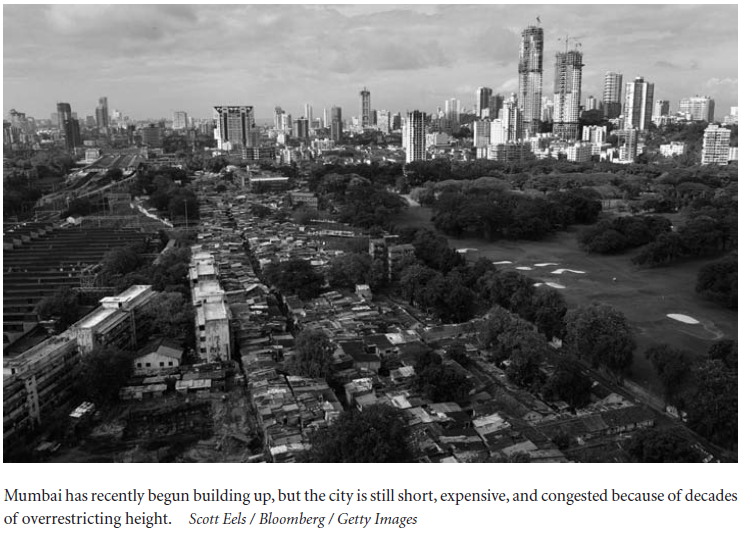 Mumbai has recently begun building up, but the city is still short, expensive, and congested because of decades
of overrestricting height. Scott Eels / Bloomberg / Getty Images